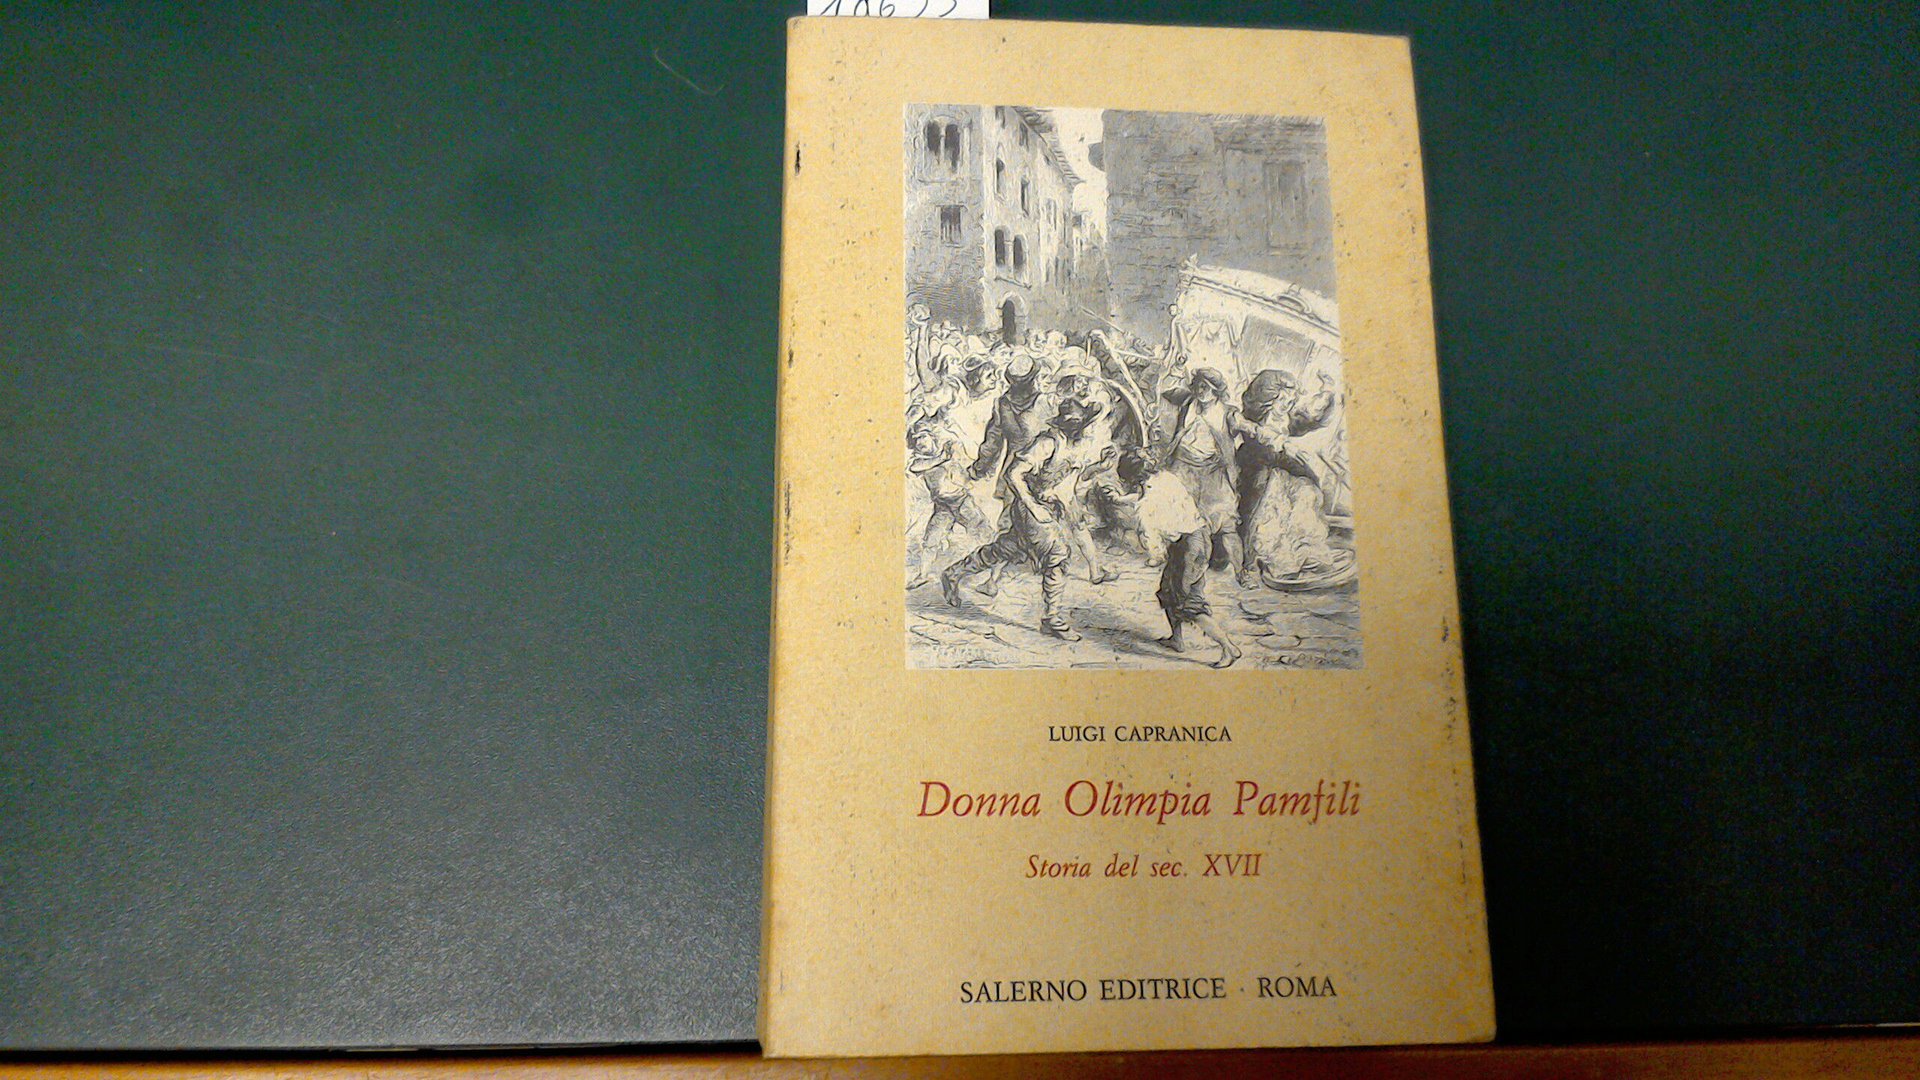 LUIGI CAPRANICA
Donna Olimpia Pamfili
Storia del sec. XVII
SALERNO EDITRICE · ROMA